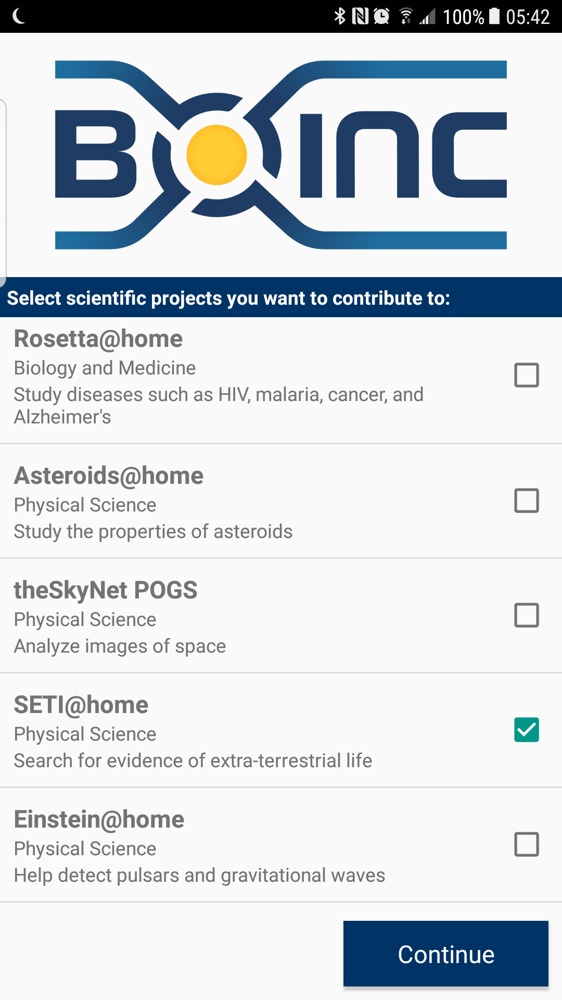 100% 05:42
BOINC
Select scientific projects you want to contribute to:
Rosetta@home
Biology and Medicine
Study diseases such as HIV, malaria, cancer, and
Alzheimer's
Asteroids@home
Physical Science
Study the properties of asteroids
theSkyNet POGS
Physical Science
Analyze images of space
SETI@home
Physical Science
Search for evidence of extra-terrestrial life
Einstein@home
Physical Science
Help detect pulsars and gravitational waves
Continue